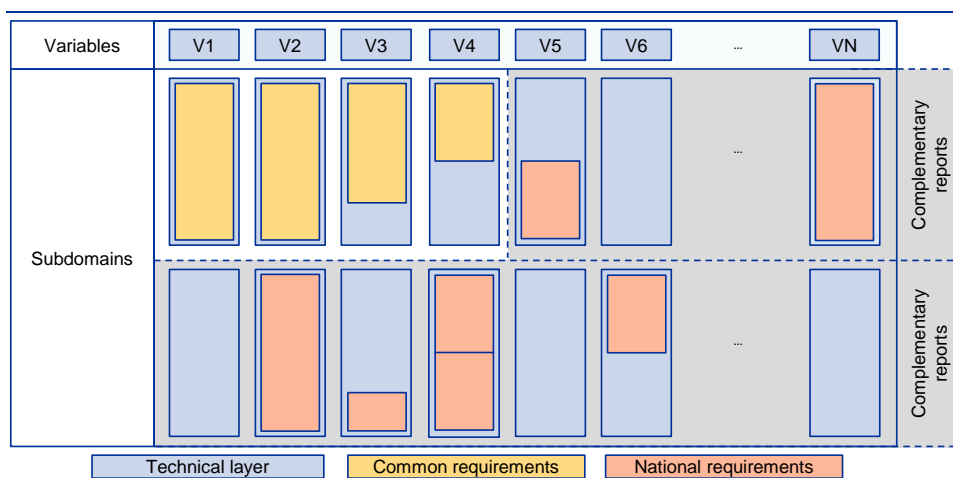 Variables
V1
V2
V3
V4
V5
V6
...
VN
Subdomains
...
Complementary
reports
...
Complementary
reports
Technical layer
Common requirements
National requirements